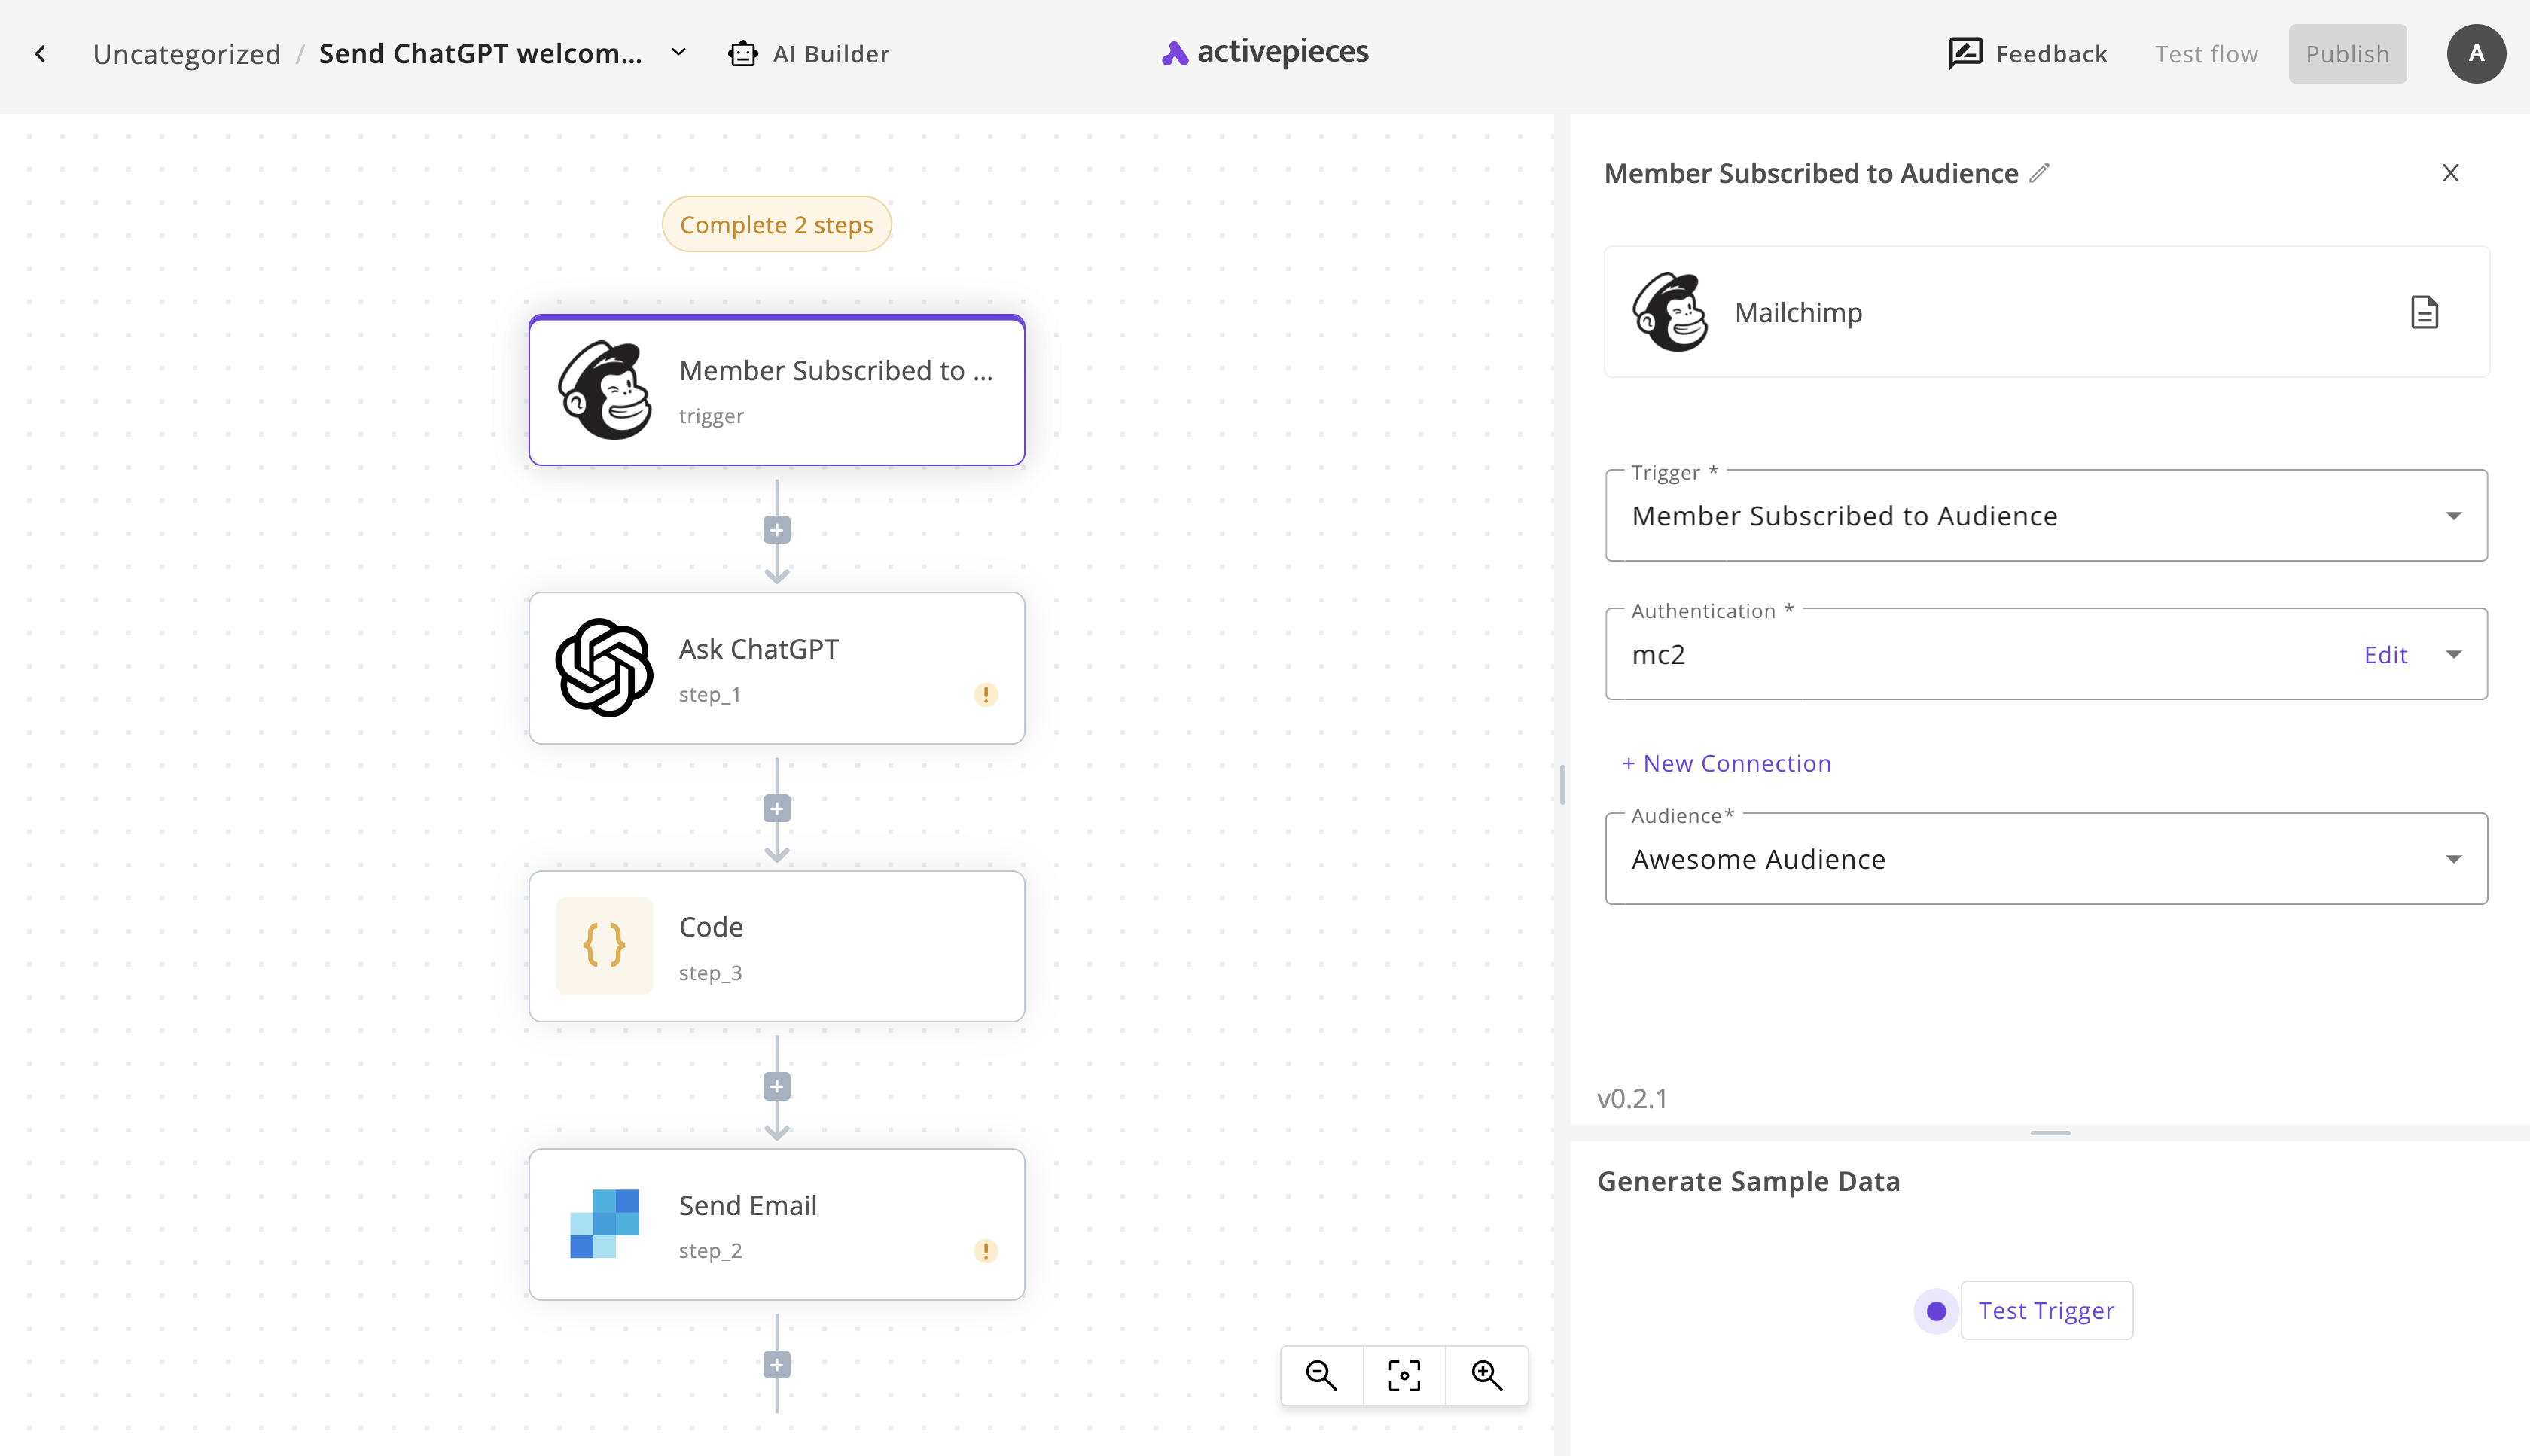 Uncategorized / Send ChatGPT welcom...
AI Builder
activepieces
Feedback
Test flow
Publish
A
Complete 2 steps
Member Subscribed to ...
trigger
Ask ChatGPT
step_1
!
Code
step_3
Send Email
step_2
!
Member Subscribed to Audience
Mailchimp
Trigger *
Member Subscribed to Audience
Authentication *
mc2
Edit
+ New Connection
Audience*
Awesome Audience
v0.2.1
Generate Sample Data
Test Trigger